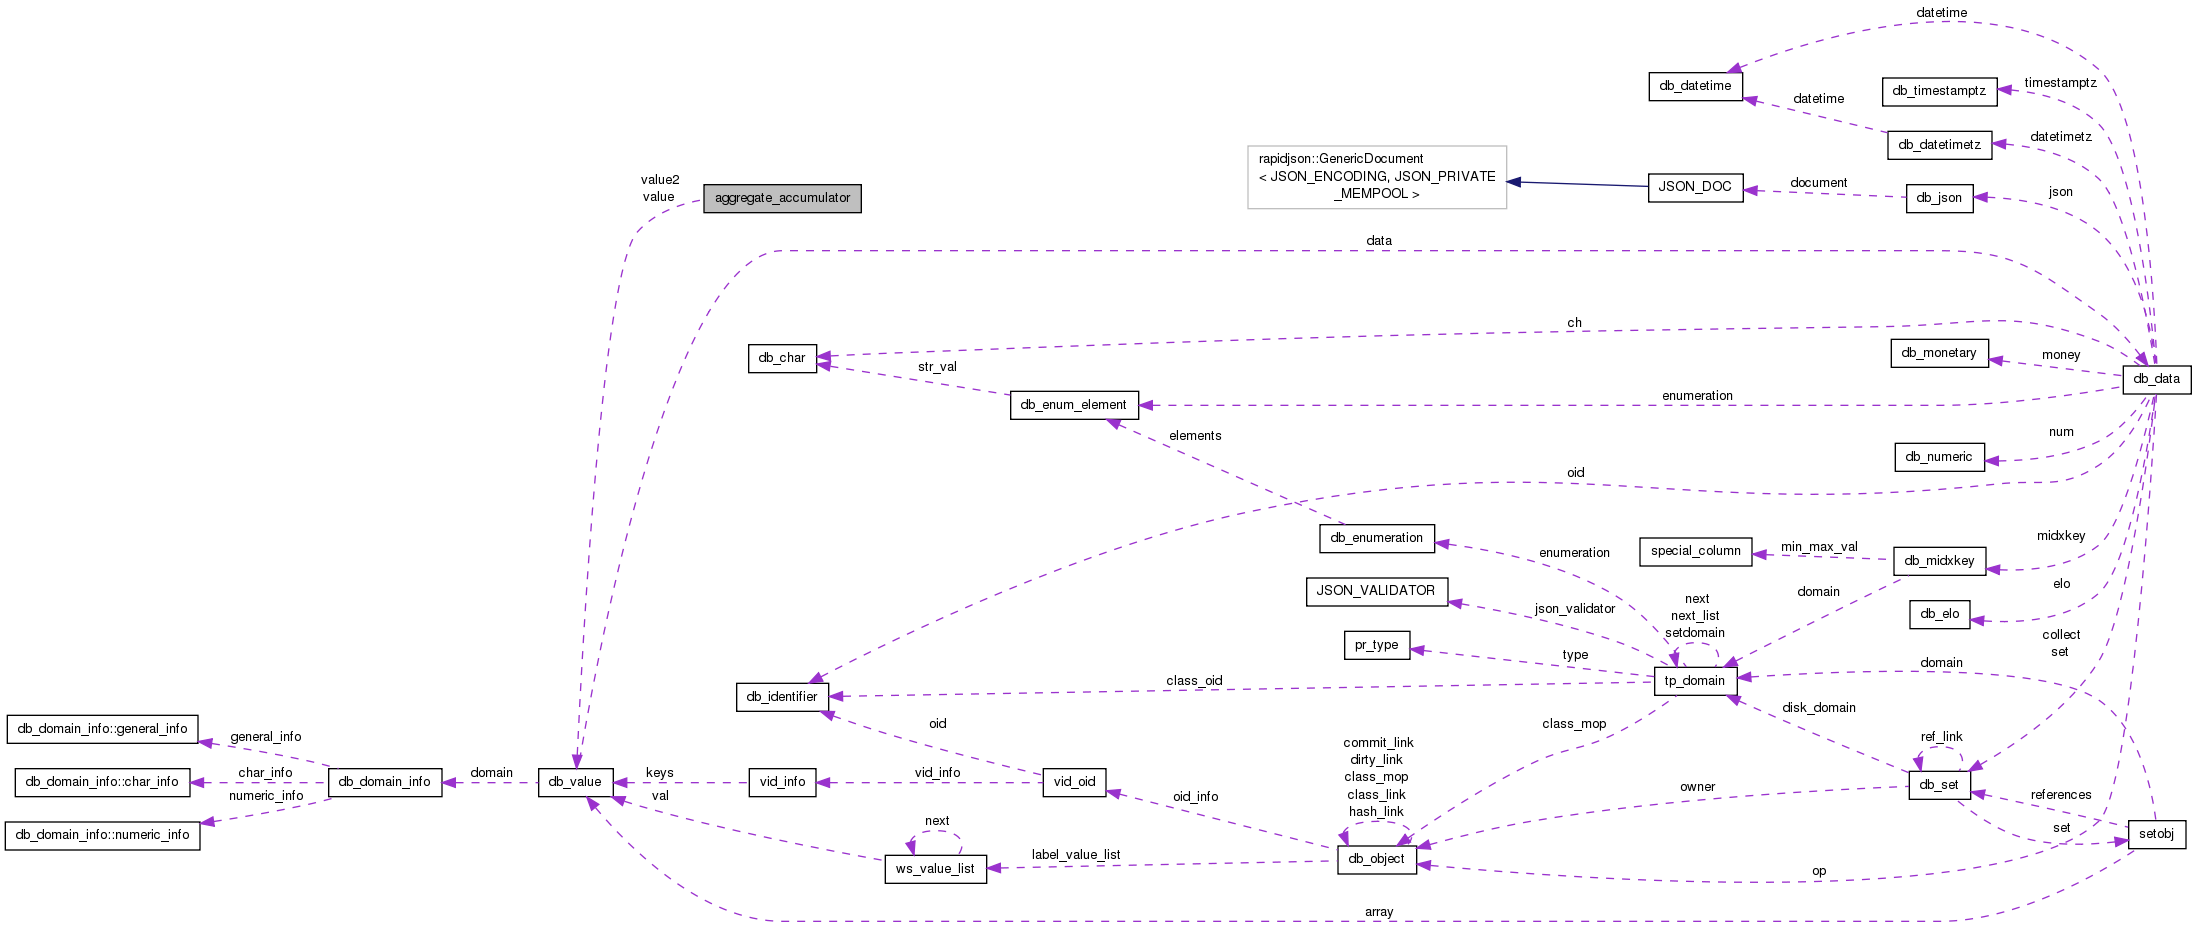 datetime
db_datetime
db_timestamptz
timestamptz
datetime
db_datetimetz
datetimetz
rapidjson::GenericDocument
< JSON_ENCODING, JSON_PRIVATE
_MEMPOOL >
JSON_DOC
document
db_json
json
value2
value
aggregate_accumulator
data
ch
db_char
str_val
db_monetary
money
db_data
db_enum_element
enumeration
elements
num
db_numeric
oid
db_enumeration
enumeration
special_column
min_max_val
db_midxkey
midxkey
JSON_VALIDATOR
json_validator
next
next_list
setdomain
domain
db_elo
elo
collect
set
pr_type
type
tp_domain
domain
db_identifier
class_oid
disk_domain
class_mop
oid
db_domain_info::general_info
general_info
commit_link
dirty_link
class_mop
class_link
hash_link
ref_link
db_domain_info::char_info
char_info
db_domain_info
domain
db_value
keys
vid_info
vid_info
vid_oid
oid_info
owner
db_set
references
numeric_info
val
db_domain_info::numeric_info
next
set
setobj
ws_value_list
label_value_list
db_object
op
array